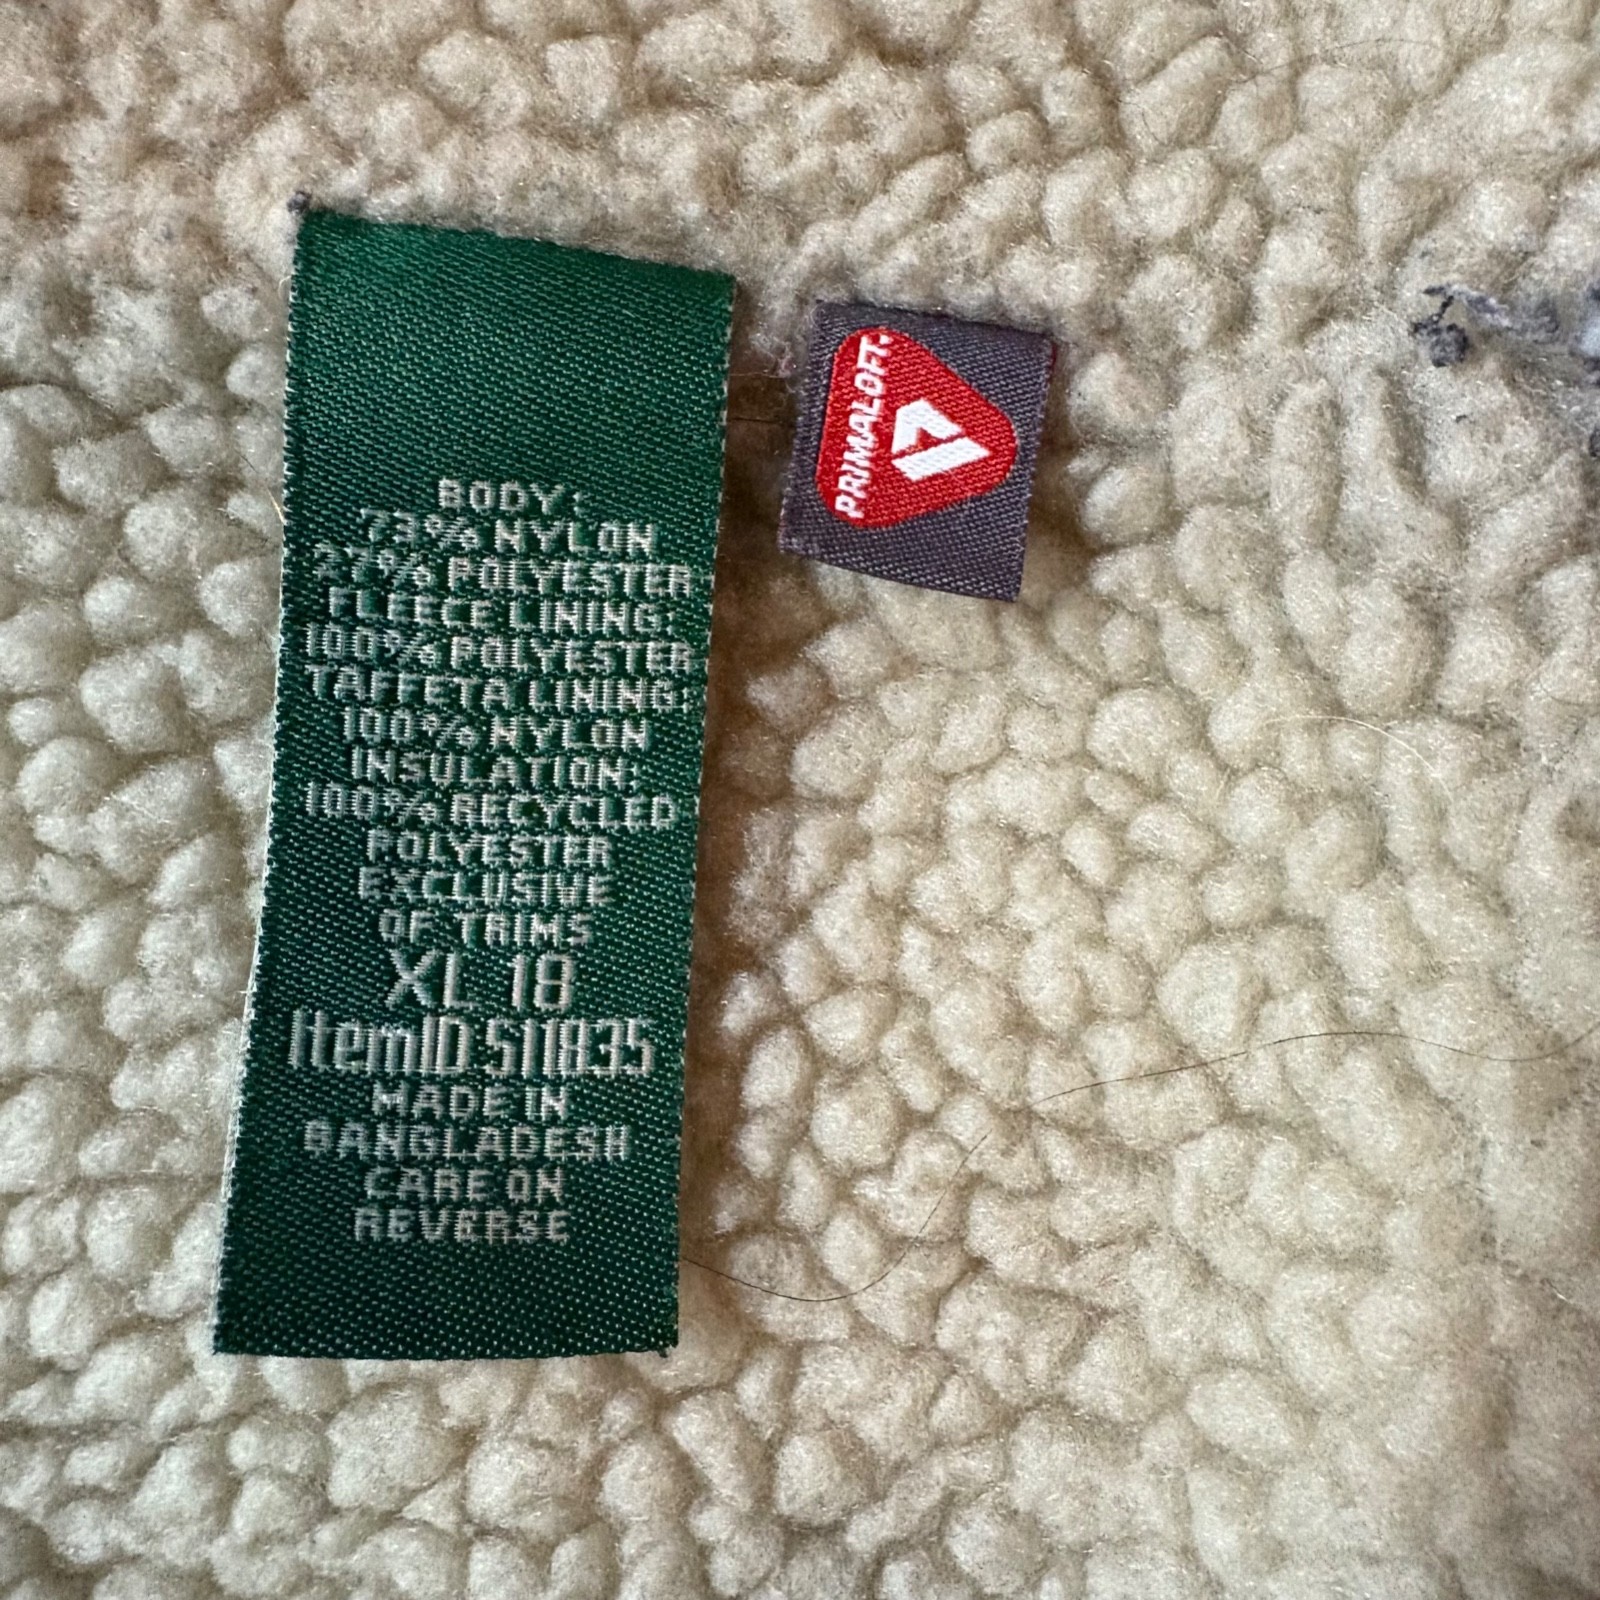 BODY:
73% NYLON
27% POLYESTER
FLEECE LINING:
100% POLYESTER
TAFFETA LINING:
100% NYLON
INSULATION:
100% RECYCLED
POLYESTER
EXCLUSIVE
OF TRIMS
XL 18
ItemID 511835
MADE IN
BANGLADESH
CARE ON
REVERSE
PRIMALOFT